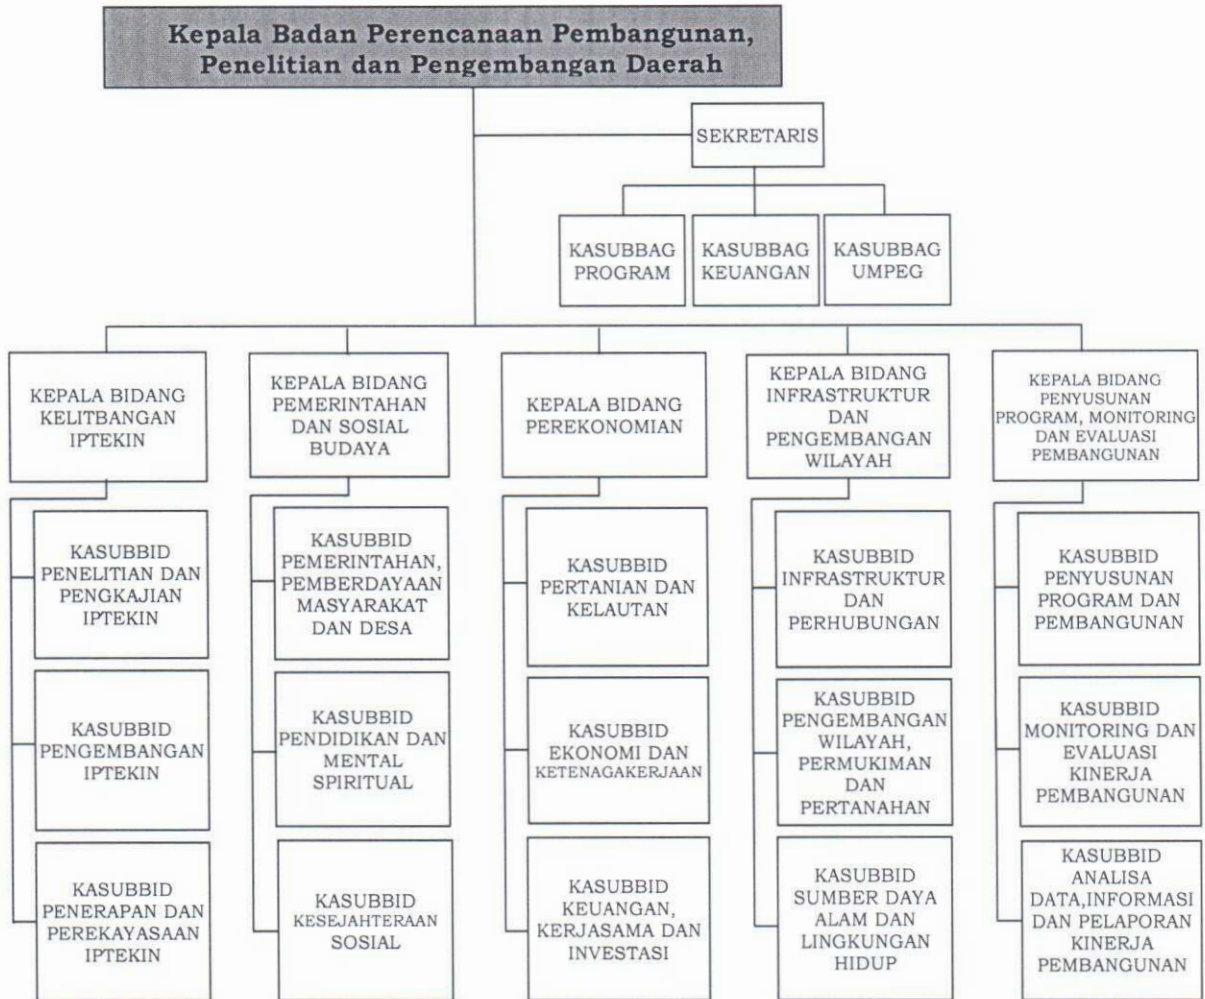 Kepala Badan Perencanaan Pembangunan,
Penelitian dan Pengembangan Daerah
SEKRETARIS
KASUBBAG
PROGRAM
KASUBBAG
KEUANGAN
KASUBBAG
UMPEG
KEPALA BIDANG
KELITBANGAN
IPTEKIN
KEPALA BIDANG
PEMERINTAHAN
DAN SOSIAL
BUDAYA
KEPALA BIDANG
PEREKONOMIAN
KEPALA BIDANG
INFRASTRUKTUR
DAN
PENGEMBANGAN
WILAYAH
KEPALA BIDANG
PENYUSUNAN
PROGRAM, MONITORING
DAN EVALUASI
PEMBANGUNAN
KASUBBID
PENELITIAN DAN
PENGKAJIAN
IPTEKIN
KASUBBID
PEMERINTAHAN,
PEMBERDAYAAN
MASYARAKAT
DAN DESA
KASUBBID
PERTANIAN DAN
KELAUTAN
KASUBBID
INFRASTRUKTUR
DAN
PERHUBUNGAN
KASUBBID
PENYUSUNAN
PROGRAM DAN
PEMBANGUNAN
KASUBBID
PENGEMBANGAN
IPTEKIN
KASUBBID
PENDIDIKAN DAN
MENTAL
SPIRITUAL
KASUBBID
EKONOMI DAN
KETENAGAKERJAAN
KASUBBID
PENGEMBANGAN
WILAYAH,
PERMUKIMAN
DAN
PERTANAHAN
KASUBBID
MONITORING DAN
EVALUASI
KINERJA
PEMBANGUNAN
KASUBBID
PENERAPAN DAN
PEREKAYASAAN
IPTEKIN
KASUBBID
KESEJAHTERAAN
SOSIAL
KASUBBID
KEUANGAN,
KERJASAMA DAN
INVESTASI
KASUBBID
SUMBER DAYA
ALAM DAN
LINGKUNGAN
HIDUP
KASUBBID
ANALISA
DATA,INFORMASI
DAN PELAPORAN
KINERJA
PEMBANGUNAN